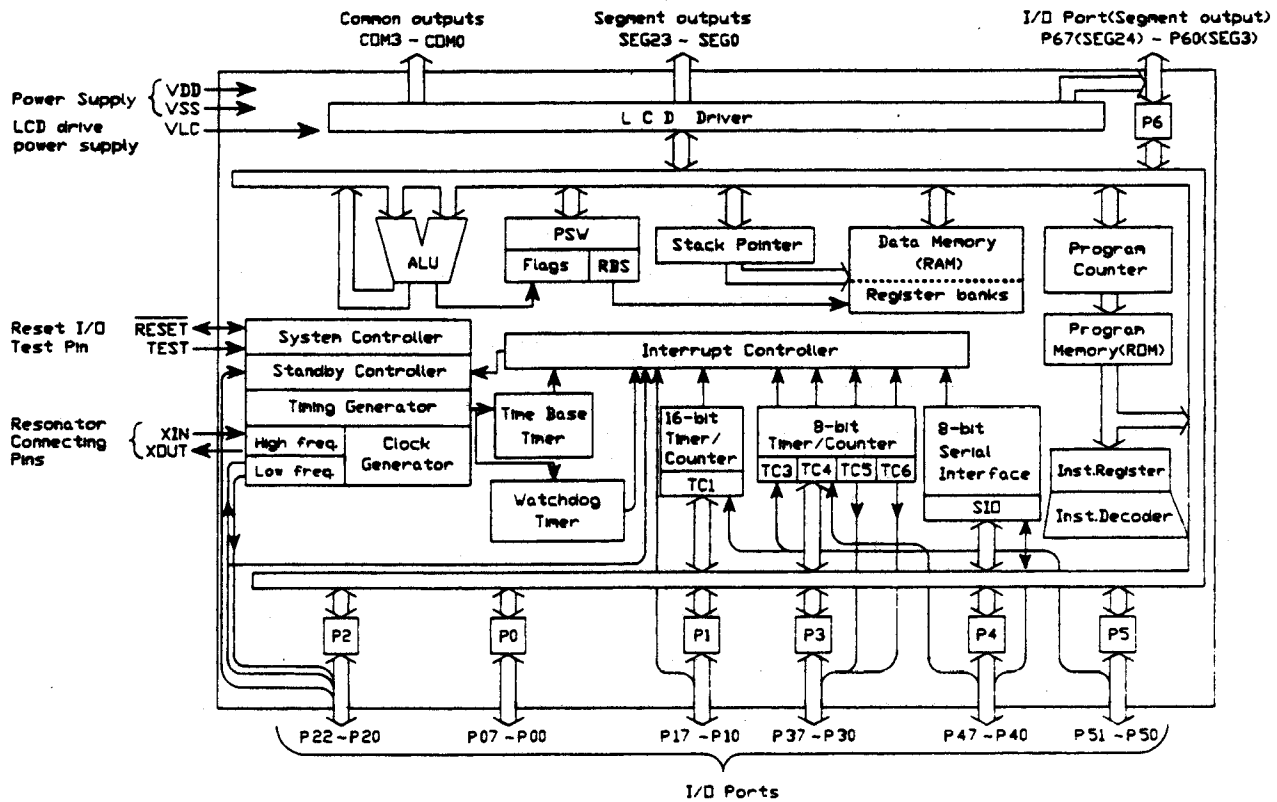 Common outputs
COM3 - COM0
Segment outputs
SEG23 - SEG0
I/O Port(Segment output)
P67(SEG24) - P60(SEG3)
Power Supply
VDD
VSS
LCD drive
power supply
VLC
LCD Driver
P6
ALU
PSW
Flags
RBS
Stack Pointer
Data Memory
(RAM)
Register banks
Program
Counter
Reset I/O
Test Pin
RESET
TEST
System Controller
Standby Controller
Timing Generator
High freq.
Low freq.
Clock
Generator
Interrupt Controller
Program
Memory(ROM)
Resonator
Connecting
Pins
XIN
XOUT
Time Base
Timer
Watchdog
Timer
16-bit
Timer/
Counter
TC1
8-bit
Timer/Counter
TC3
TC4
TC5
TC6
8-bit
Serial
Interface
SIO
Inst.Register
Inst.Decoder
P2
P0
P1
P3
P4
P5
P22 ~P20
P07 ~P00
P17 ~P10
P37 ~P30
P47 ~P40
P51 ~P50
I/O Ports